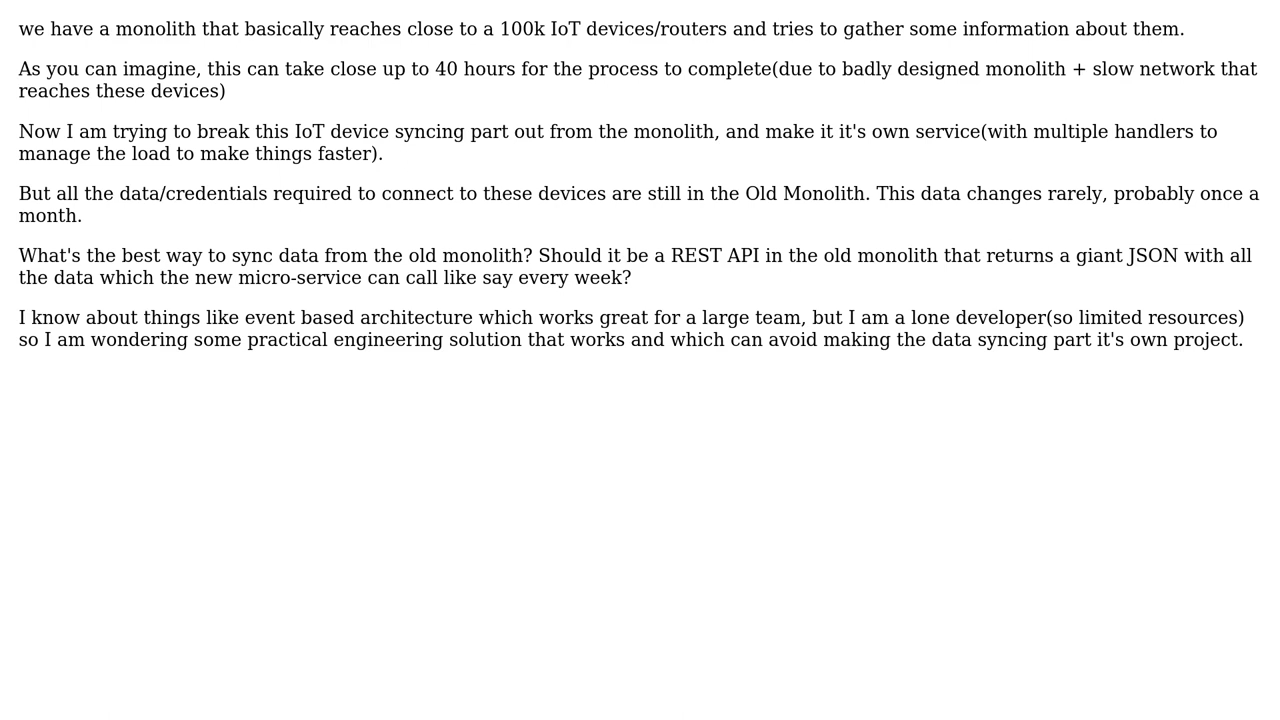 we have a monolith that basically reaches close to a 100k IoT devices/routers and tries to gather some information about them.
As you can imagine, this can take close up to 40 hours for the process to complete(due to badly designed monolith + slow network that
reaches these devices)
Now I am trying to break this IoT device syncing part out from the monolith, and make it it's own service(with multiple handlers to
manage the load to make things faster).
But all the data/credentials required to connect to these devices are still in the Old Monolith. This data changes rarely, probably once a
month.
What's the best way to sync data from the old monolith? Should it be a REST API in the old monolith that returns a giant JSON with all
the data which the new micro-service can call like say every week?
I know about things like event based architecture which works great for a large team, but I am a lone developer(so limited resources)
so I am wondering some practical engineering solution that works and which can avoid making the data syncing part it's own project.